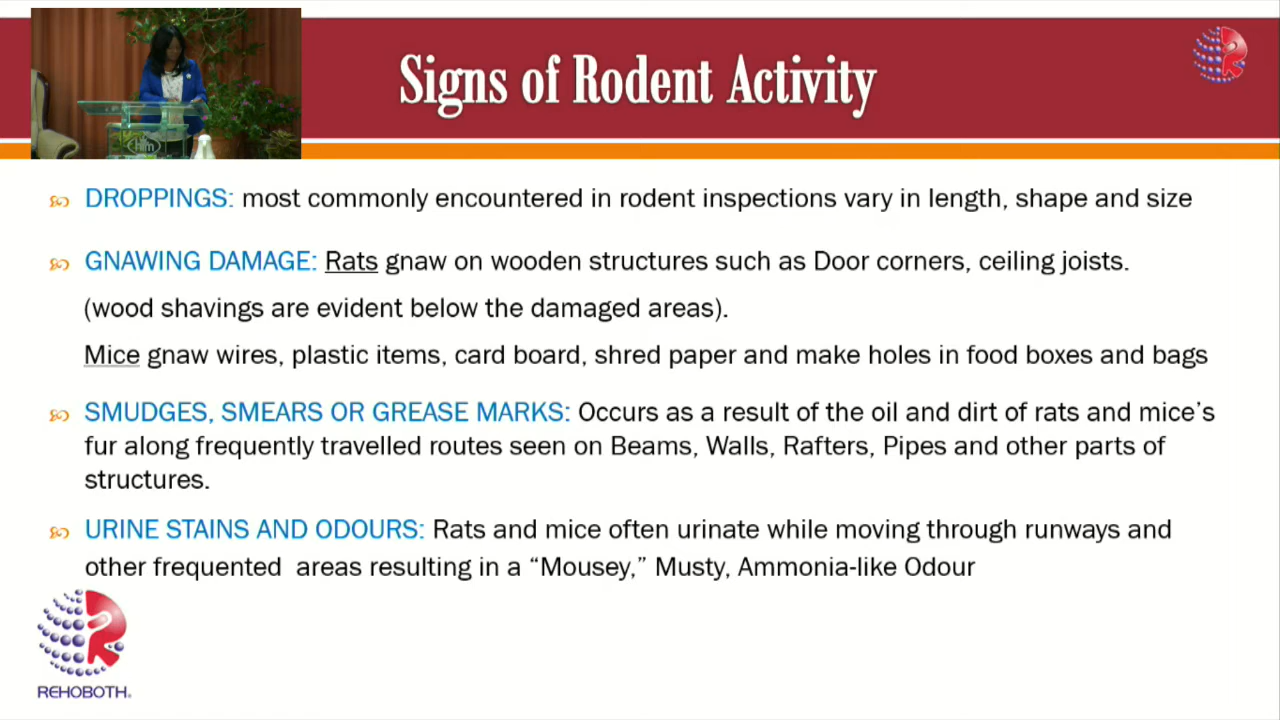 Signs of Rodent Activity
DROPPINGS: most commonly encountered in rodent inspections vary in length, shape and size
GNAWING DAMAGE: Rats gnaw on wooden structures such as Door corners, ceiling joists.
(wood shavings are evident below the damaged areas).
Mice gnaw wires, plastic items, card board, shred paper and make holes in food boxes and bags
SMUDGES, SMEARS OR GREASE MARKS: Occurs as a result of the oil and dirt of rats and mice's
fur along frequently travelled routes seen on Beams, Walls, Rafters, Pipes and other parts of
structures.
URINE STAINS AND ODOURS: Rats and mice often urinate while moving through runways and
other frequented areas resulting in a “Mousey,” Musty, Ammonia-like Odour
REHOBOTH